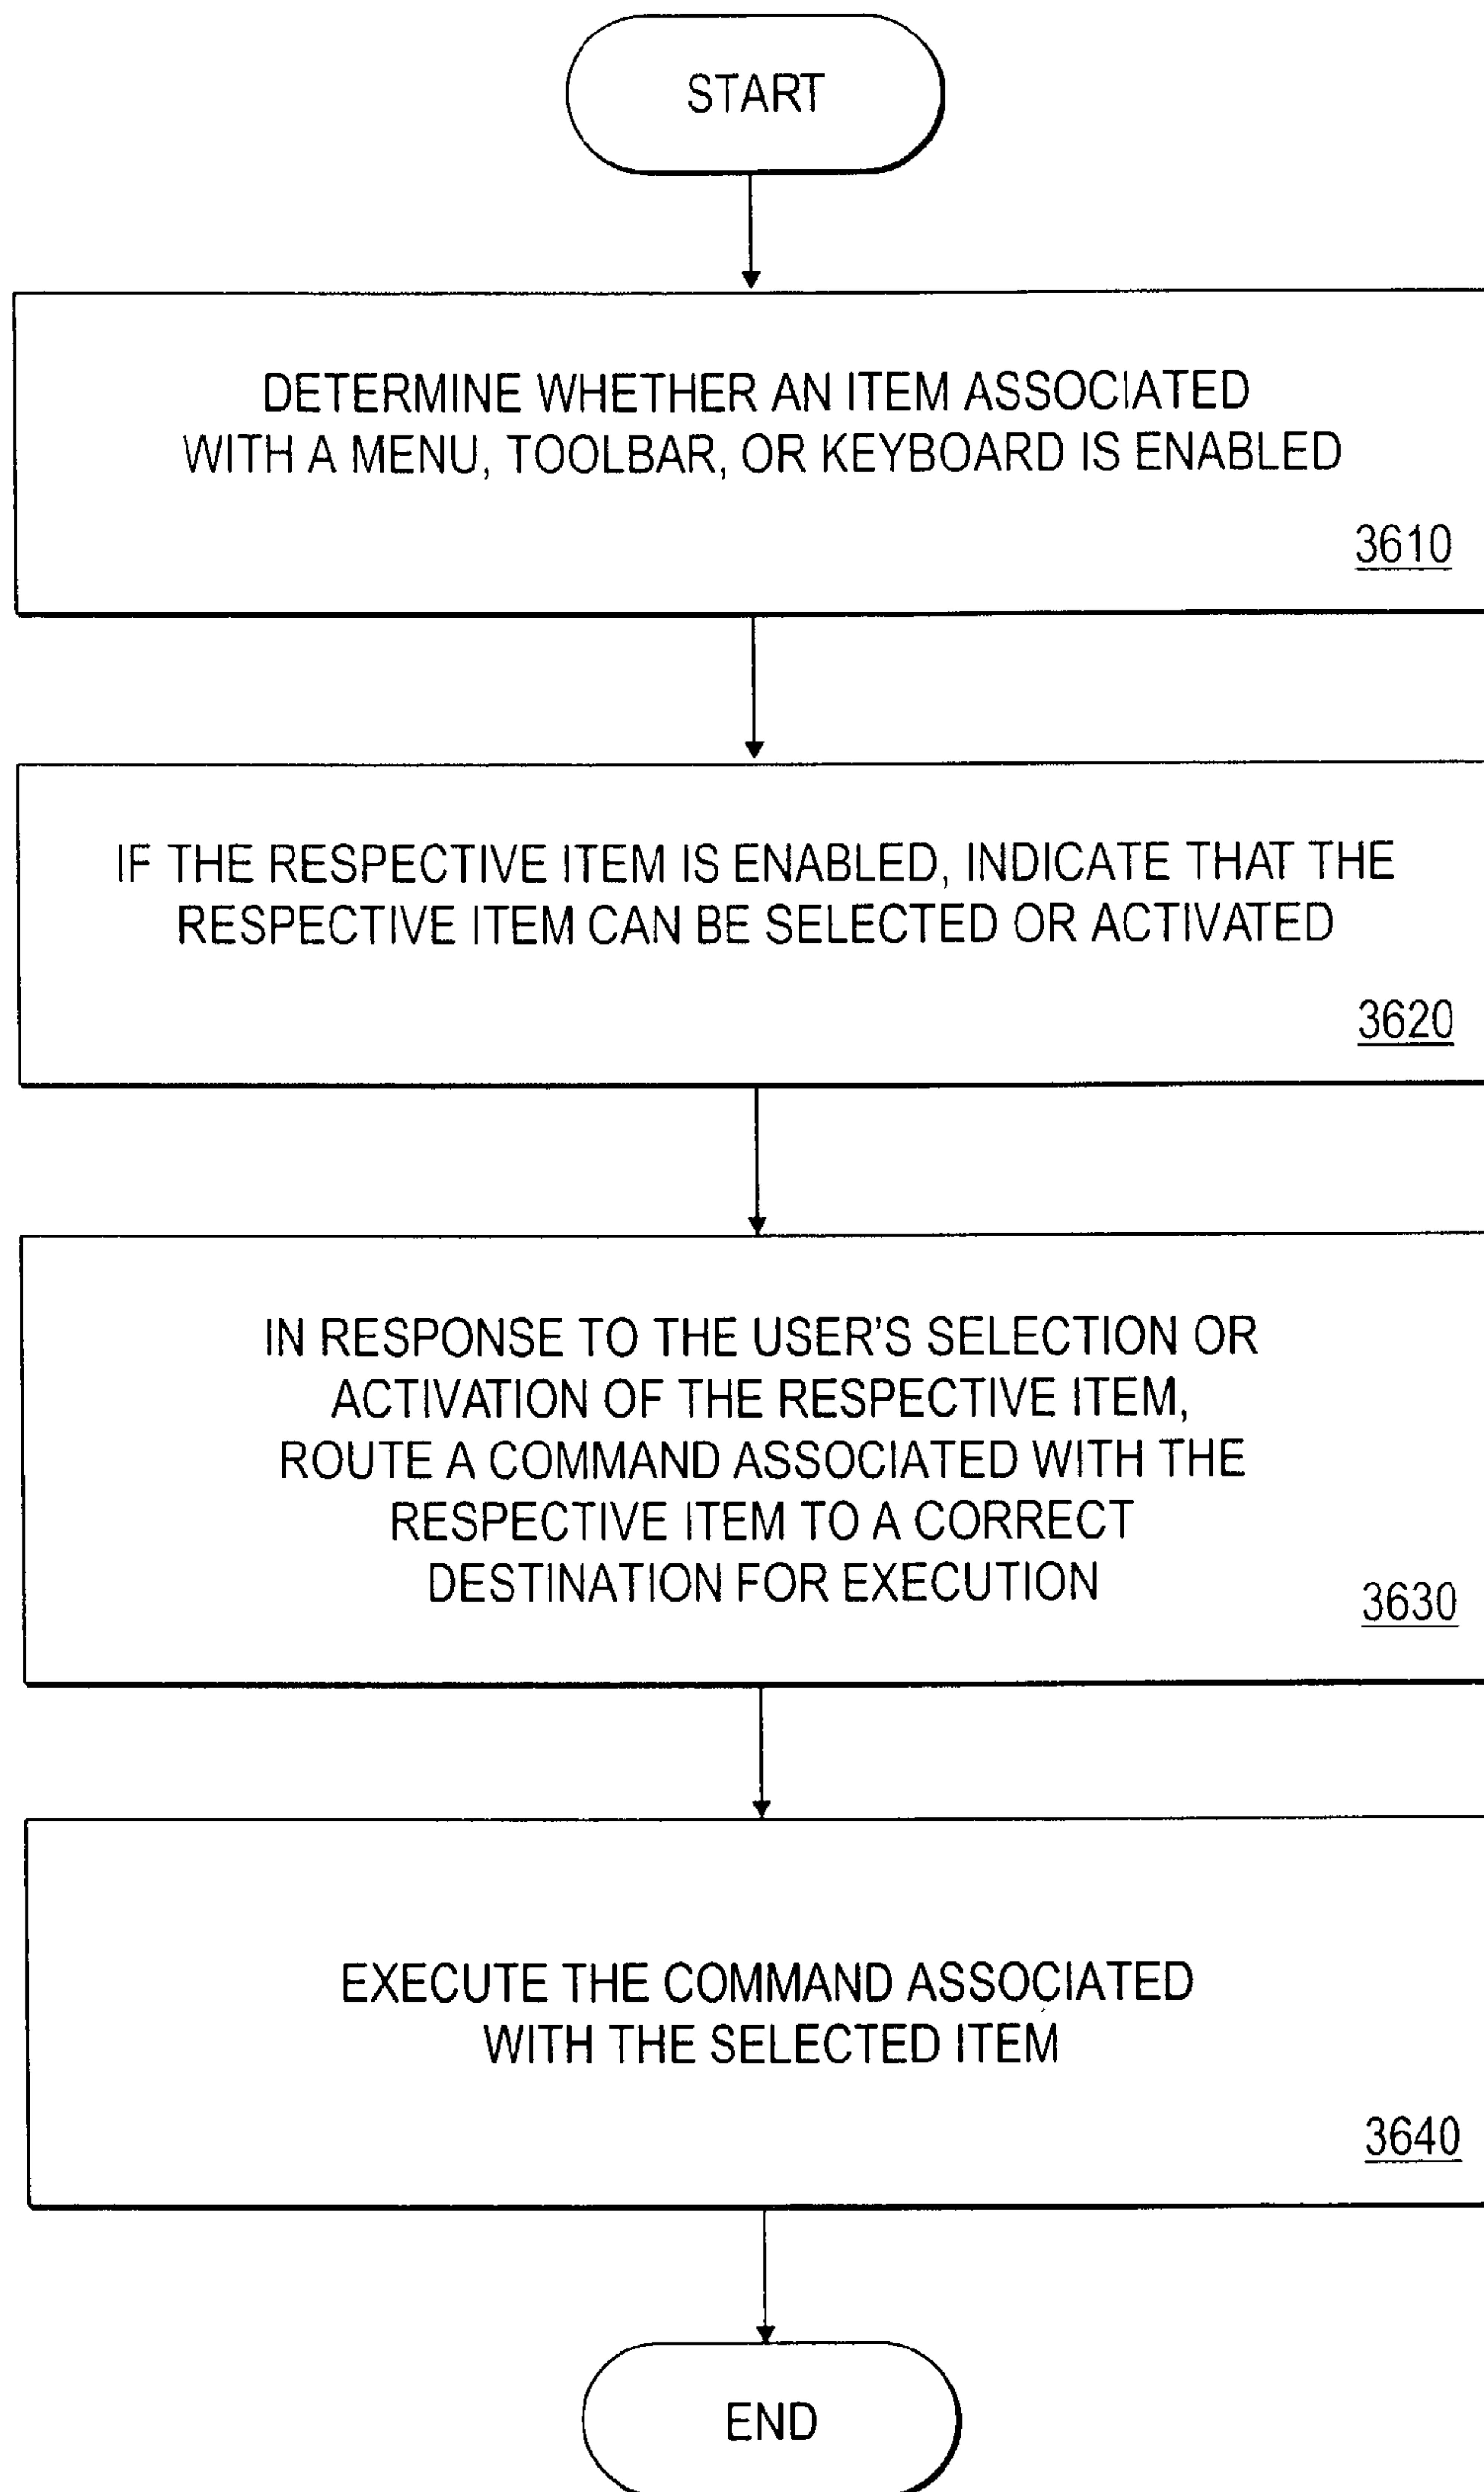 START
DETERMINE WHETHER AN ITEM ASSOCIATED
WITH A MENU, TOOLBAR, OR KEYBOARD IS ENABLED
3610
IF THE RESPECTIVE ITEM IS ENABLED, INDICATE THAT THE
RESPECTIVE ITEM CAN BE SELECTED OR ACTIVATED
3620
IN RESPONSE TO THE USER'S SELECTION OR
ACTIVATION OF THE RESPECTIVE ITEM,
ROUTE A COMMAND ASSOCIATED WITH THE
RESPECTIVE ITEM TO A CORRECT
DESTINATION FOR EXECUTION
3630
EXECUTE THE COMMAND ASSOCIATED
WITH THE SELECTED ITEM
3640
END